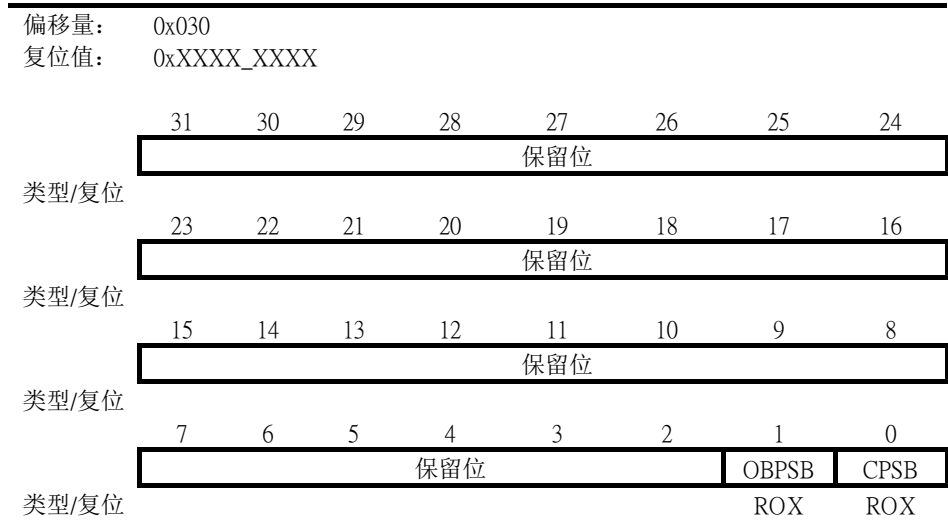 偏移量： 0x030
复位值： 0xXXXX_XXXX
31 30 29 28 27 26 25 24
保留位
类型/复位
23 22 21 20 19 18 17 16
保留位
类型/复位
15 14 13 12 11 10 9 8
保留位
类型/复位
7 6 5 4 3 2 1 0
保留位 OBPSB CPSB
类型/复位 ROX ROX